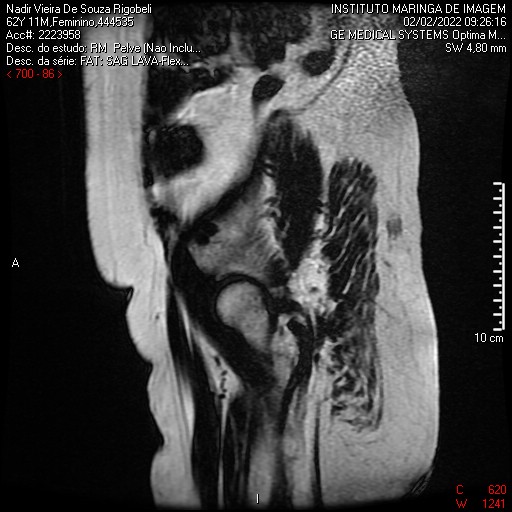 Nadir Vieira De Souza Rigobeli
62Y 11M,Feminino,444535
Acc#: 2223958
Desc. do estudo: RM  Pelve (Nao Inclu...
Desc. da série: FAT: SAG LAVA-Flex...
< 700 - 86 >
INSTITUTO MARINGA DE IMAGEM
02/02/2022 09:26:16
GE MEDICAL SYSTEMS Optima M...
SW 4,80 mm
A
10 cm
I
C 620
W 1241